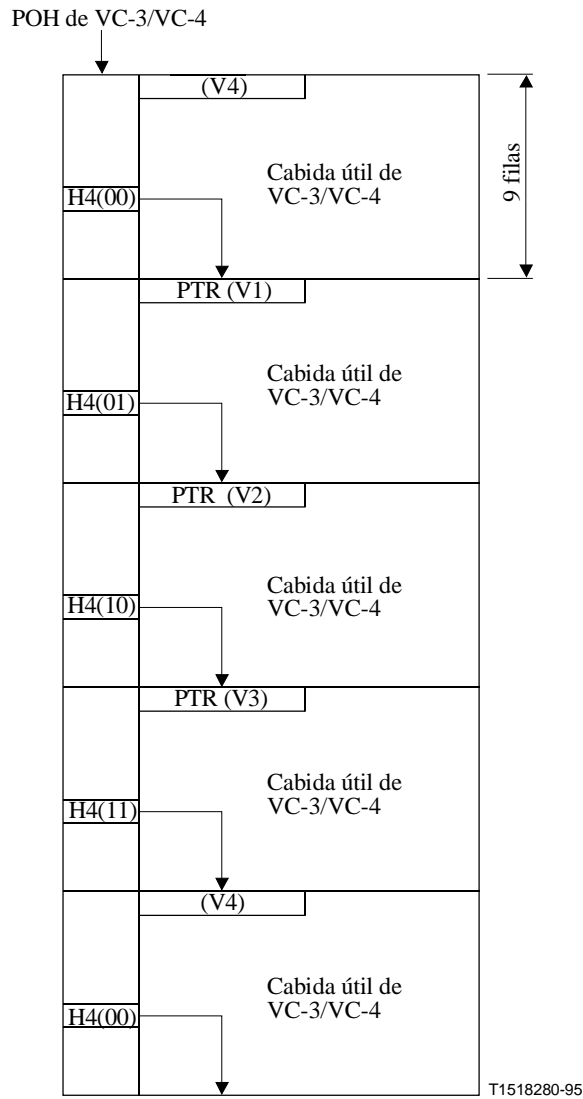 POH de VC-3/VC-4
(V4)
Cabida útil de
VC-3/VC-4
9 filas
H4(00)
PTR (V1)
Cabida útil de
VC-3/VC-4
H4(01)
PTR (V2)
Cabida útil de
VC-3/VC-4
H4(10)
PTR (V3)
Cabida útil de
VC-3/VC-4
H4(11)
(V4)
Cabida útil de
VC-3/VC-4
H4(00)
T1518280-95